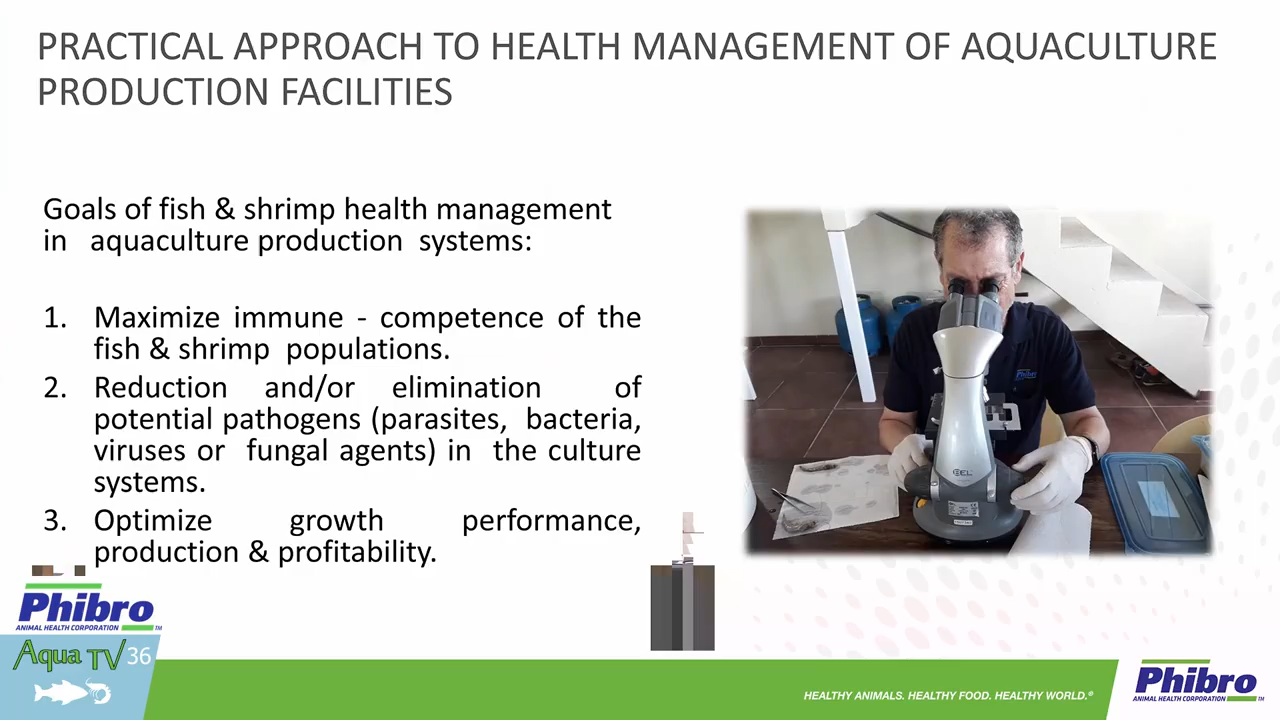 PRACTICAL APPROACH TO HEALTH MANAGEMENT OF AQUACULTURE
PRODUCTION FACILITIES
Goals of fish & shrimp health management
in aquaculture production systems:
1. Maximize immune - competence of the
fish & shrimp populations.
2. Reduction and/or elimination of
potential pathogens (parasites, bacteria,
viruses or fungal agents) in the culture
systems.
3. Optimize growth performance,
production & profitability.
Phibro
ANIMAL HEALTH CORPORATION TM
Aqua TV 36
HEALTHY ANIMALS. HEALTHY FOOD. HEALTHY WORLD.®
Phibro
ANIMAL HEALTH CORPORATION TM